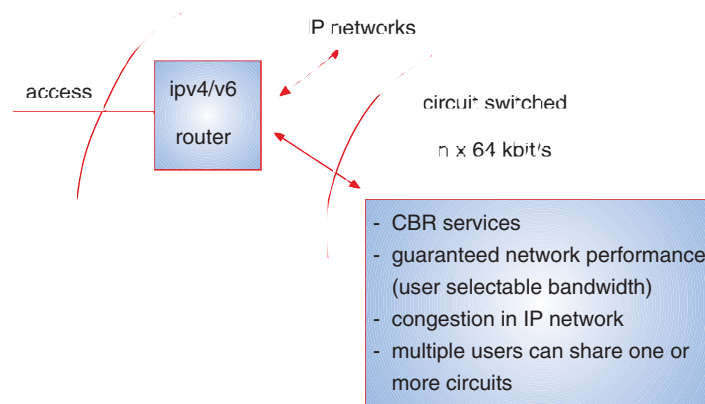 IP networks
access
ipv4/v6
router
circuit switched
n x 64 kbit/s
- CBR services
- guaranteed network performance
(user selectable bandwidth)
- congestion in IP network
- multiple users can share one or
more circuits